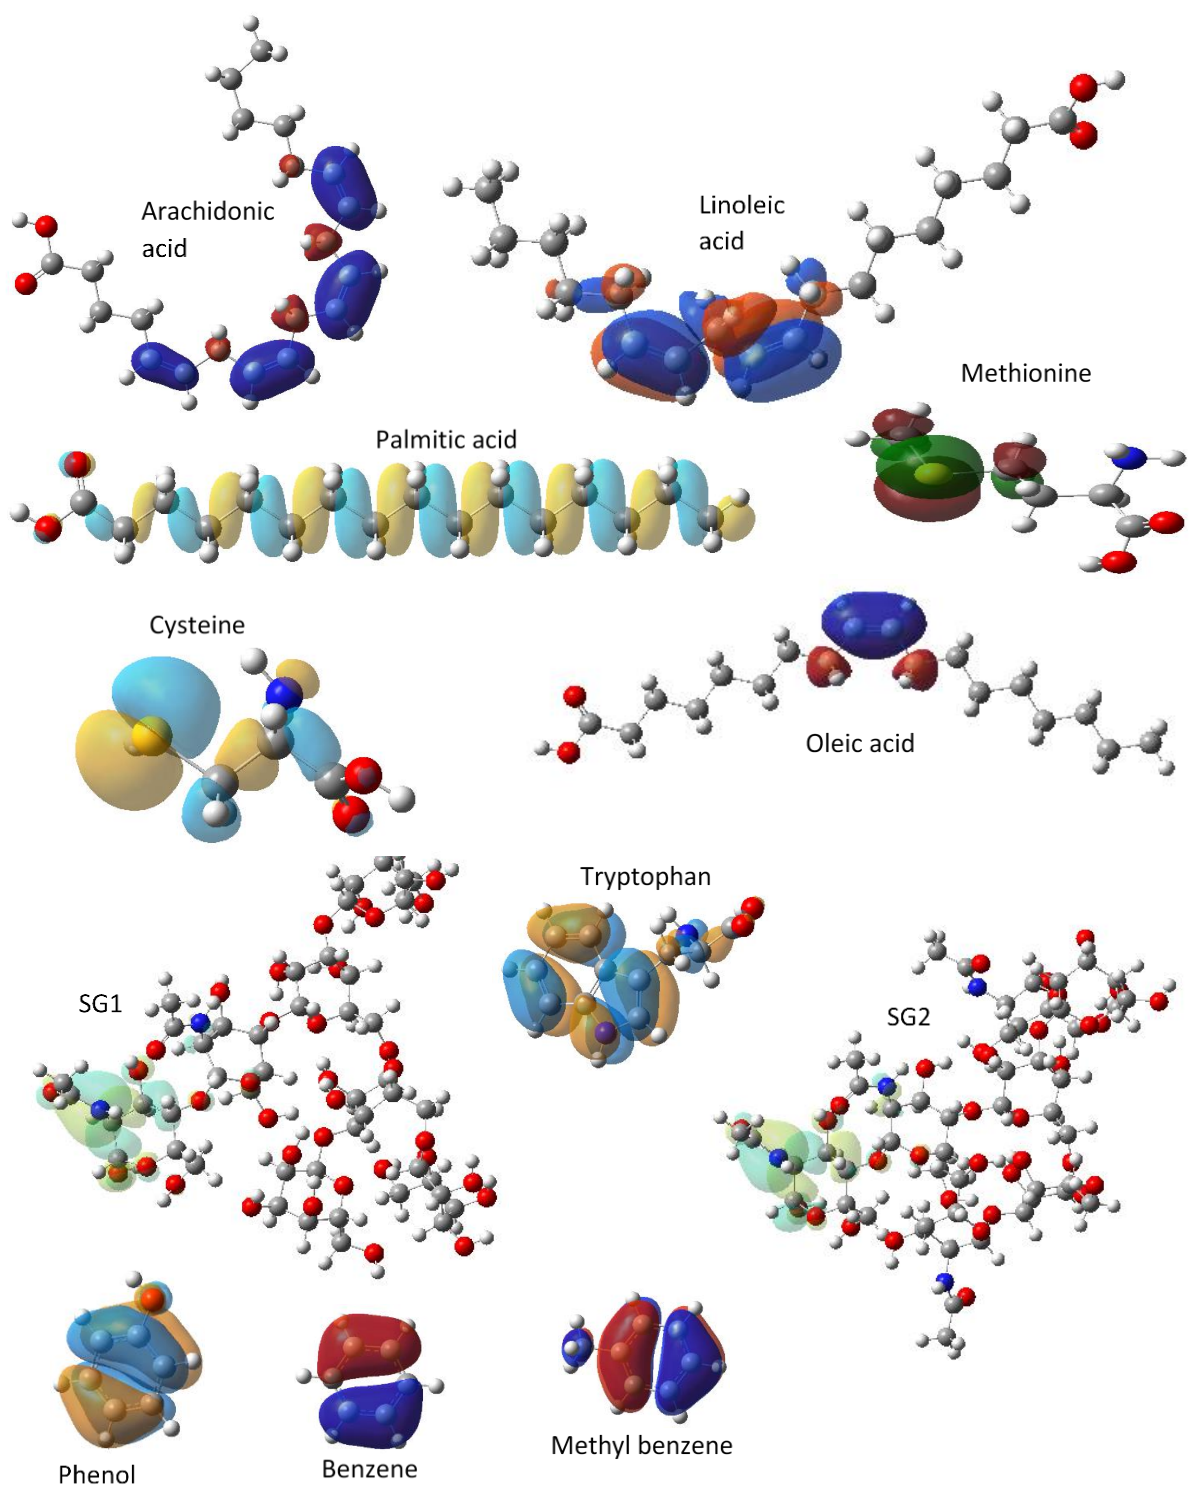 Arachidonic
acid
Linoleic
acid
Methionine
Palmitic acid
Cysteine
Oleic acid
Tryptophan
SG1
SG2
Phenol
Benzene
Methyl benzene